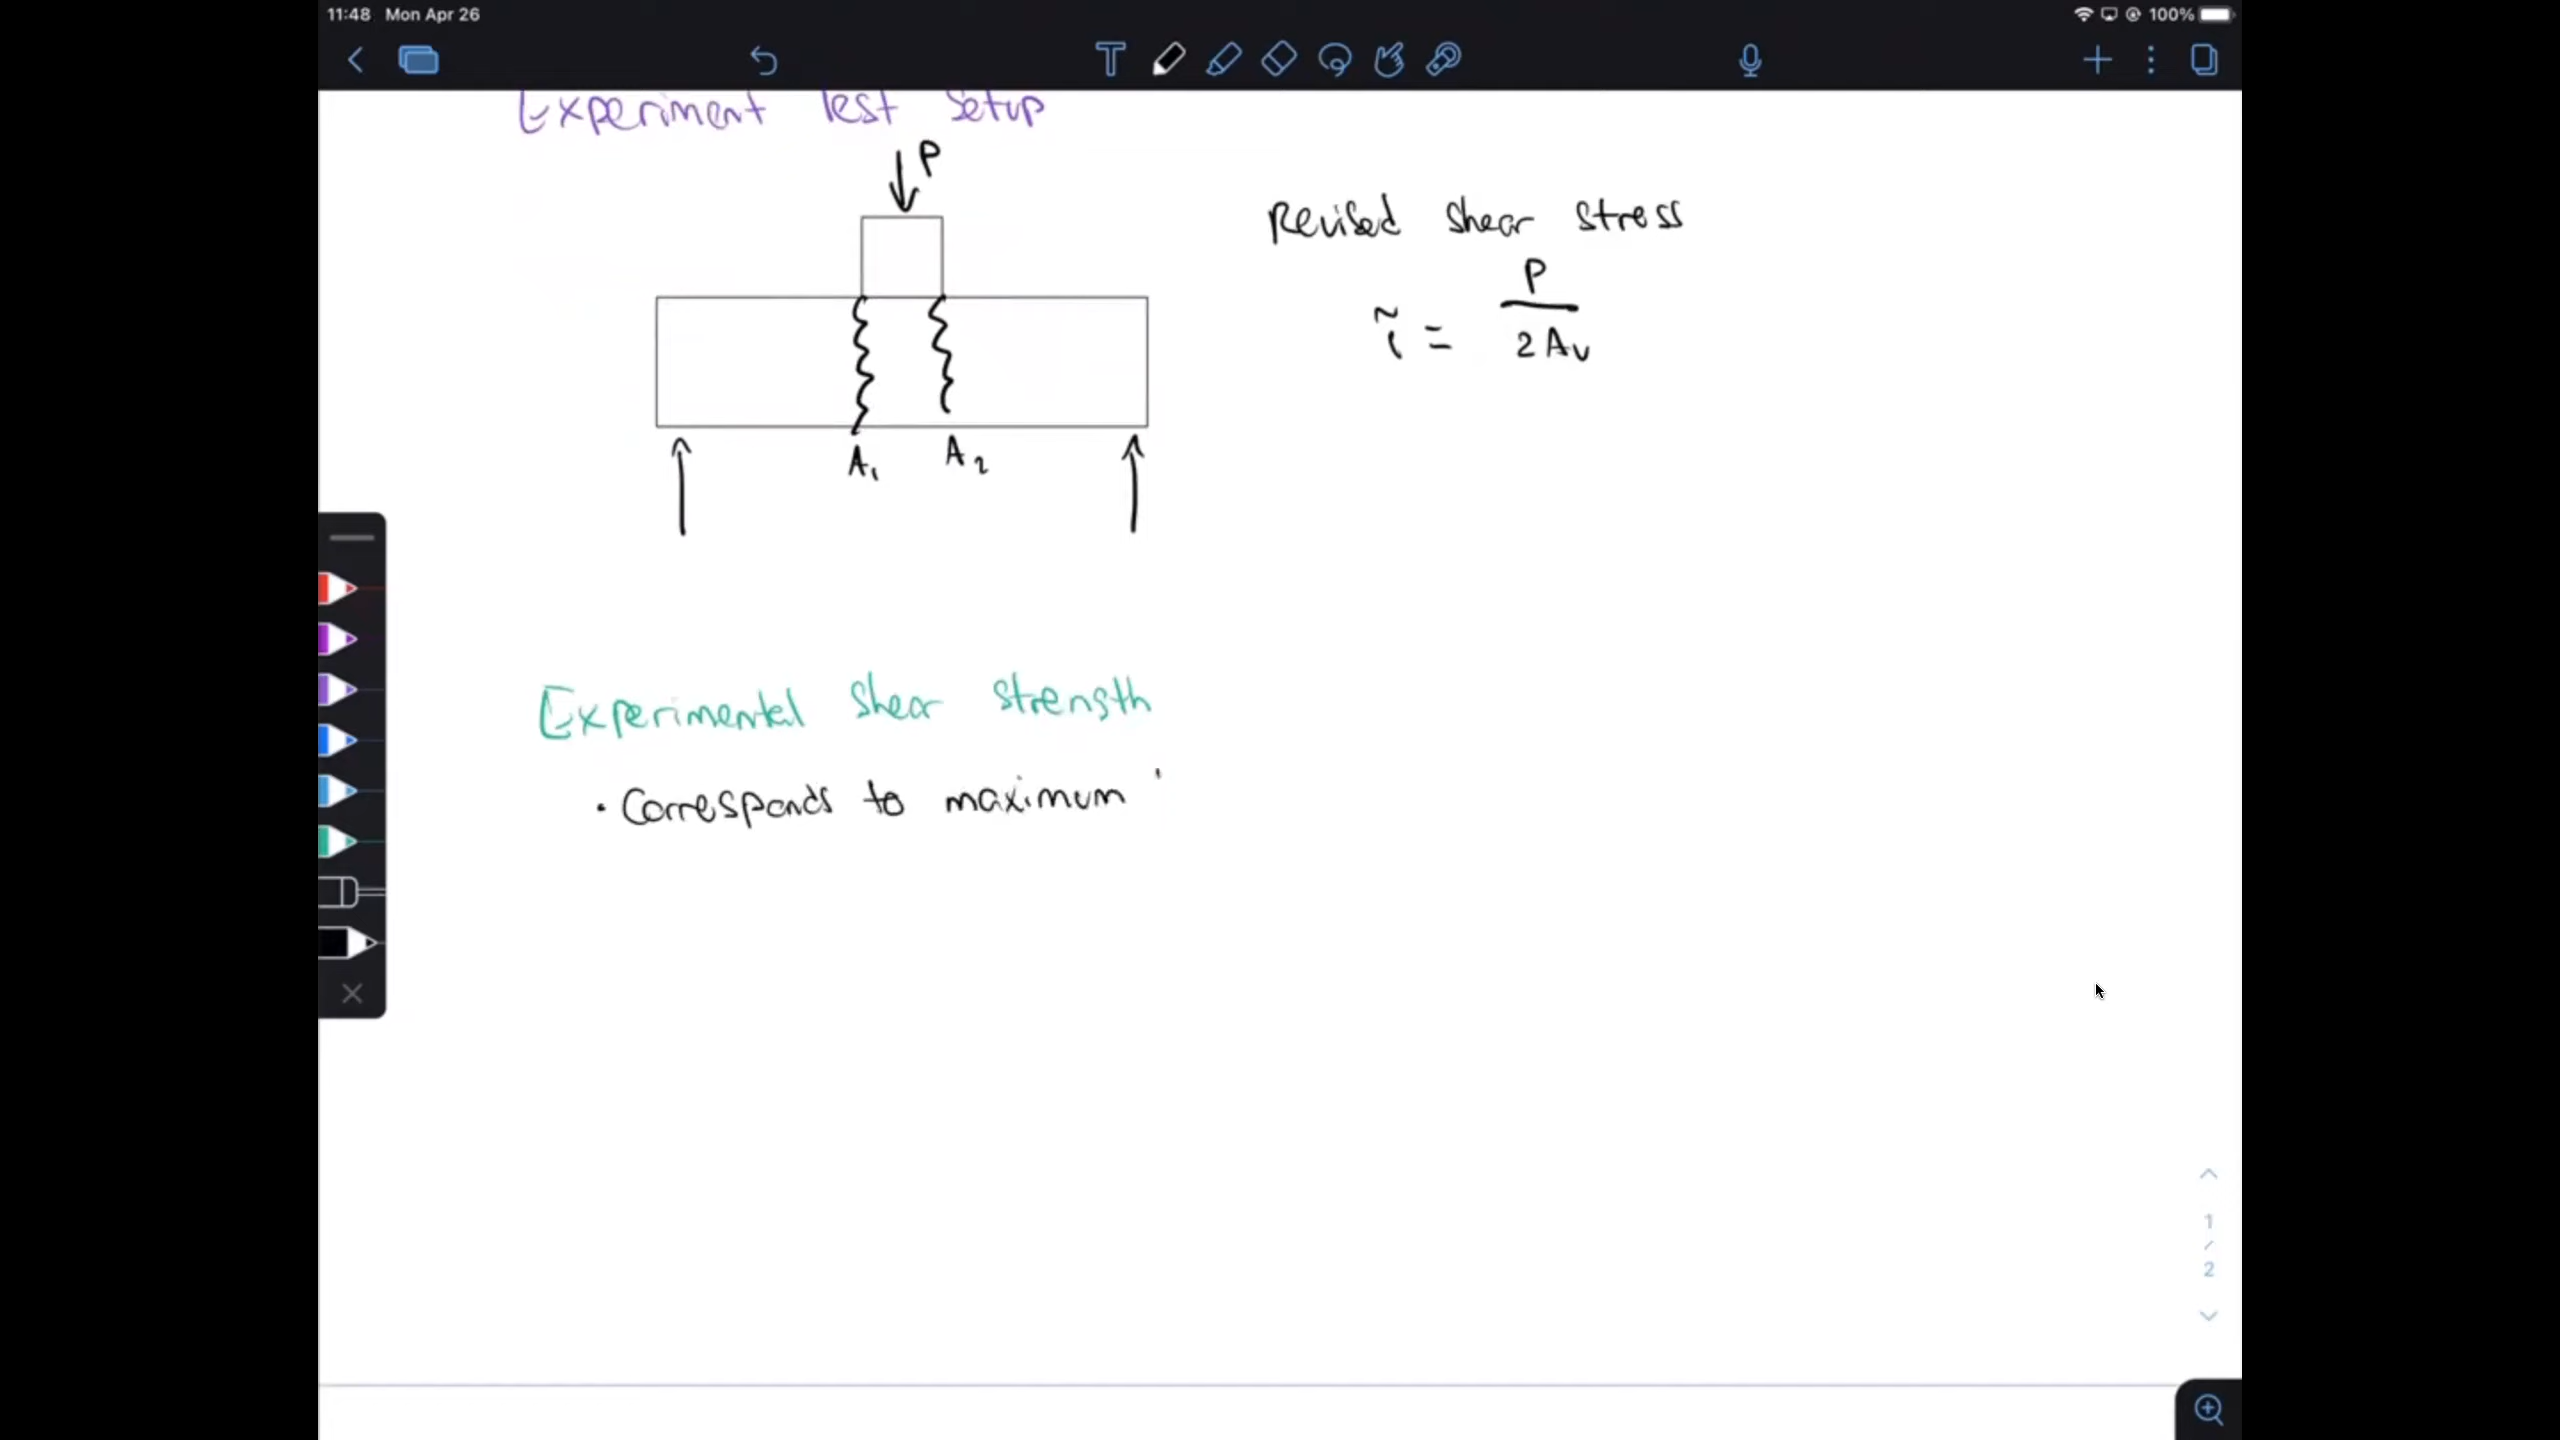 11:48 Mon Apr 26
100%
Experiment Test Setup
P
A1 A2
Revised shear stress
τ = P / 2Av
Experimental shear strength
• Corresponds to maximum
1
/
2